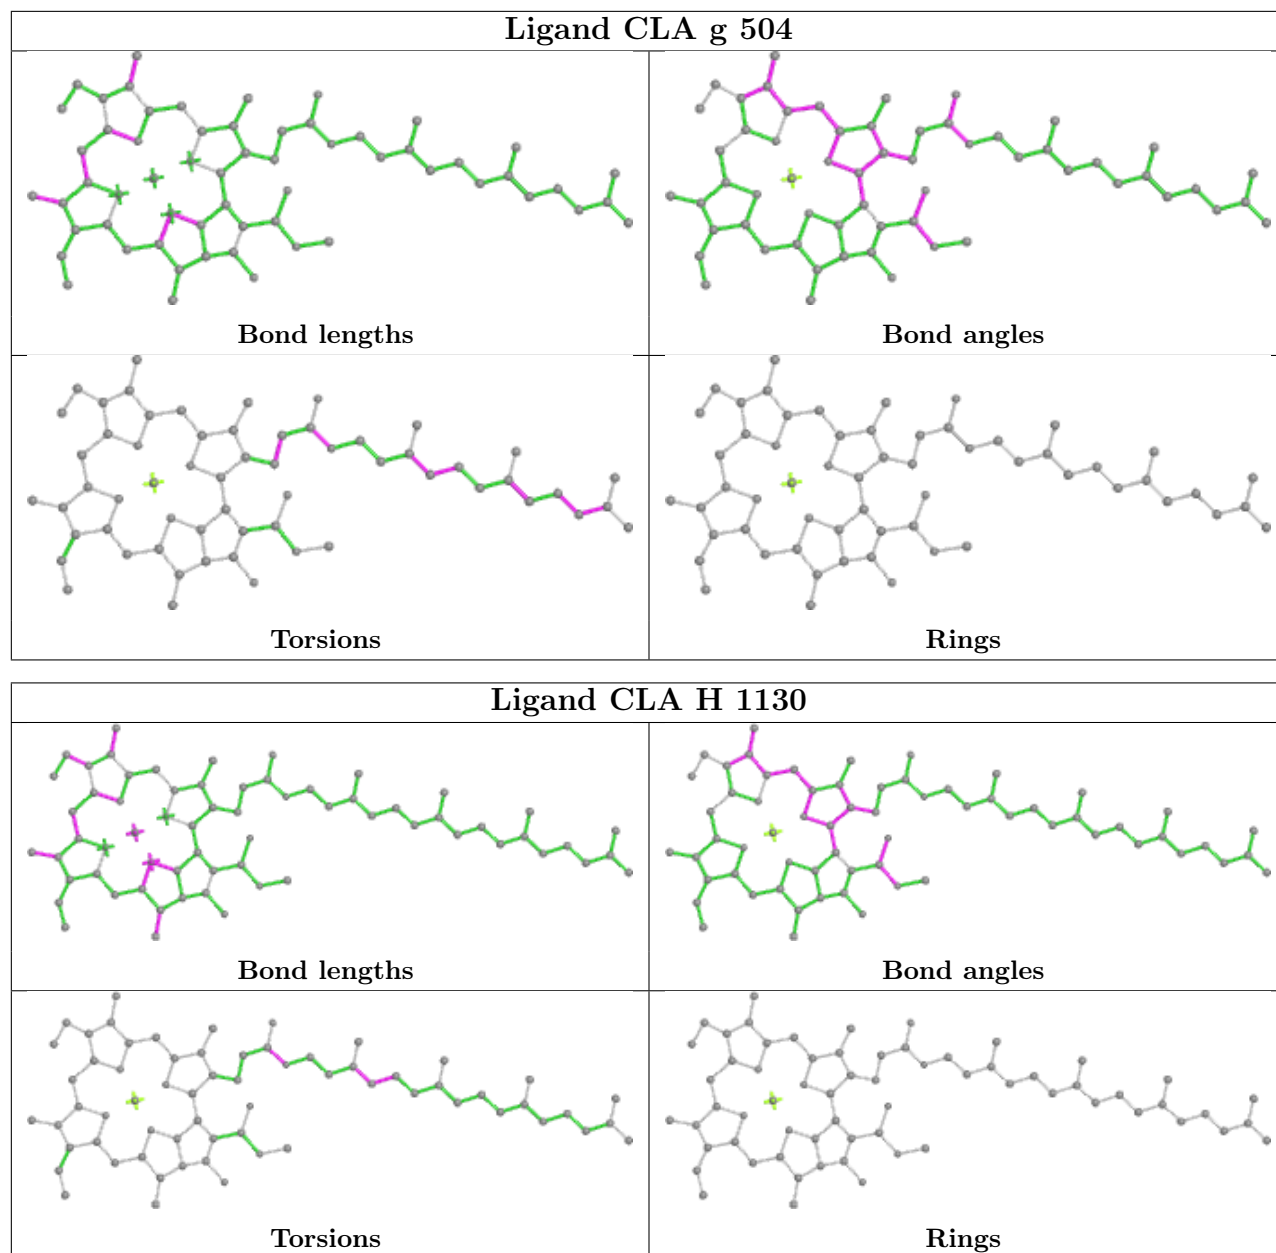 Ligand CLA g 504
Bond lengths
Bond angles
Torsions
Rings
Ligand CLA H 1130
Bond lengths
Bond angles
Torsions
Rings